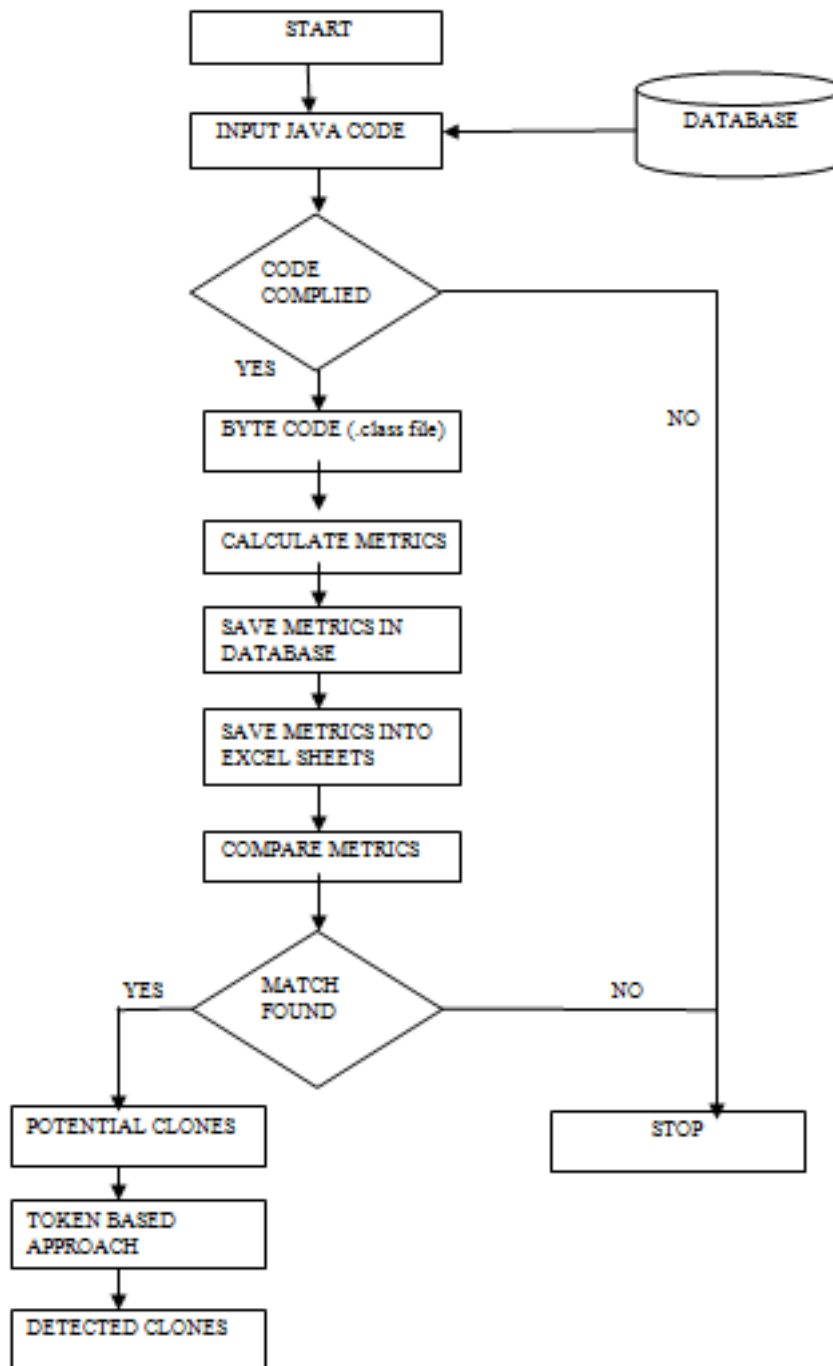 START
INPUT JAVA CODE
DATABASE
CODE
COMPLIED
YES
NO
BYTE CODE (.class file)
CALCULATE METRICS
SAVE METRICS IN
DATABASE
SAVE METRICS INTO
EXCEL SHEETS
COMPARE METRICS
YES
MATCH
FOUND
NO
POTENTIAL CLONES
STOP
TOKEN BASED
APPROACH
DETECTED CLONES